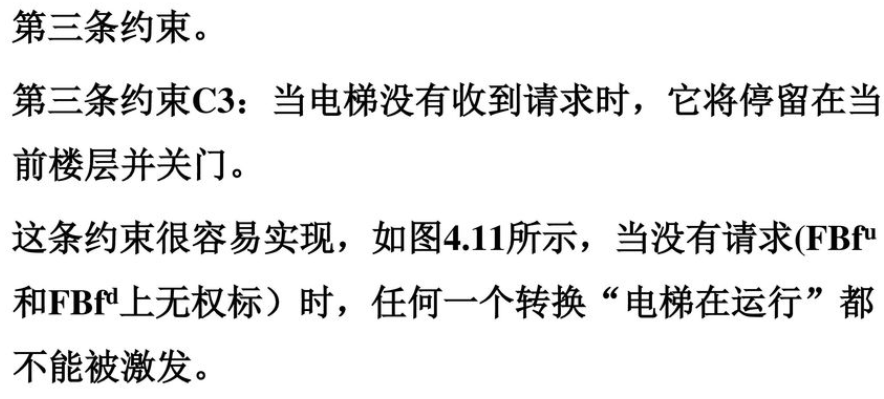 第三条约束。
第三条约束C3：当电梯没有收到请求时，它将停留在当
前楼层并关门。
这条约束很容易实现，如图4.11所示，当没有请求(FBfᵘ
和FBfᵈ上无权标）时，任何一个转换“电梯在运行”都
不能被激发。